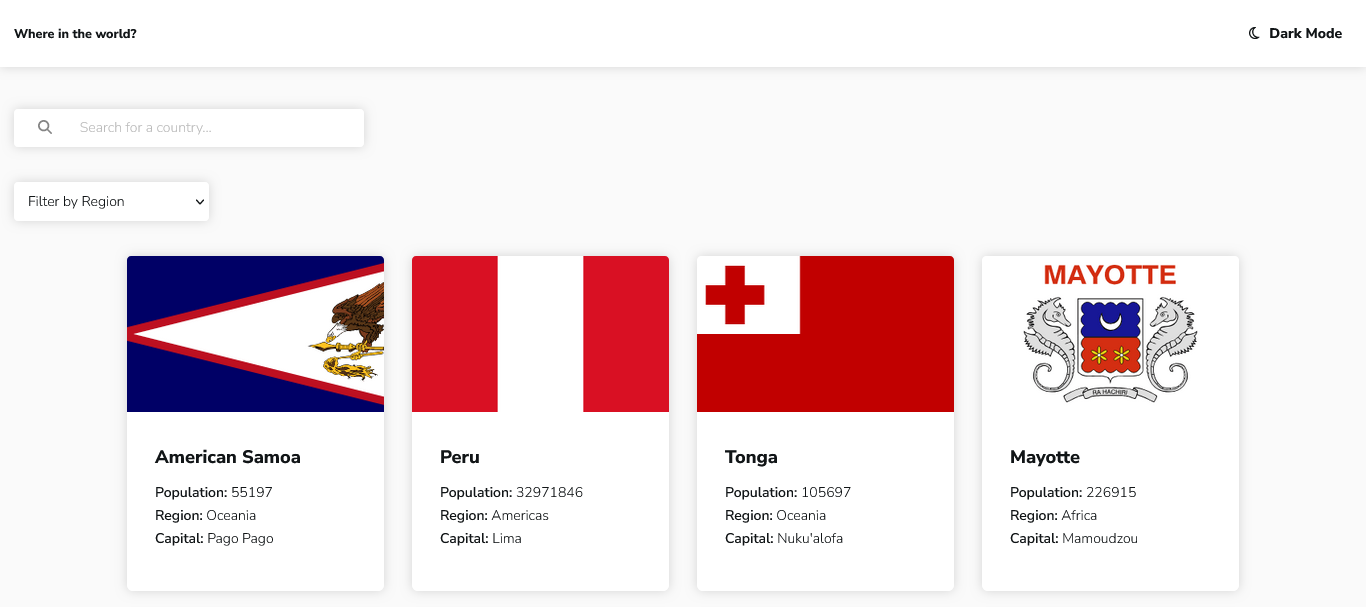 Where in the world?
Dark Mode
Search for a country...
Filter by Region
MAYOTTE
RA HACHIRI
American Samoa
Population: 55197
Region: Oceania
Capital: Pago Pago
Peru
Population: 32971846
Region: Americas
Capital: Lima
Tonga
Population: 105697
Region: Oceania
Capital: Nuku'alofa
Mayotte
Population: 226915
Region: Africa
Capital: Mamoudzou